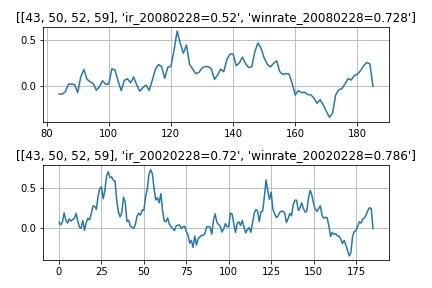 [[43, 50, 52, 59], 'ir_20080228=0.52', 'winrate_20080228=0.728']
0.5
0.0
80 100 120 140 160 180
[[43, 50, 52, 59], 'ir_20020228=0.72', 'winrate_20020228=0.786']
0.5
0.0
0 25 50 75 100 125 150 175